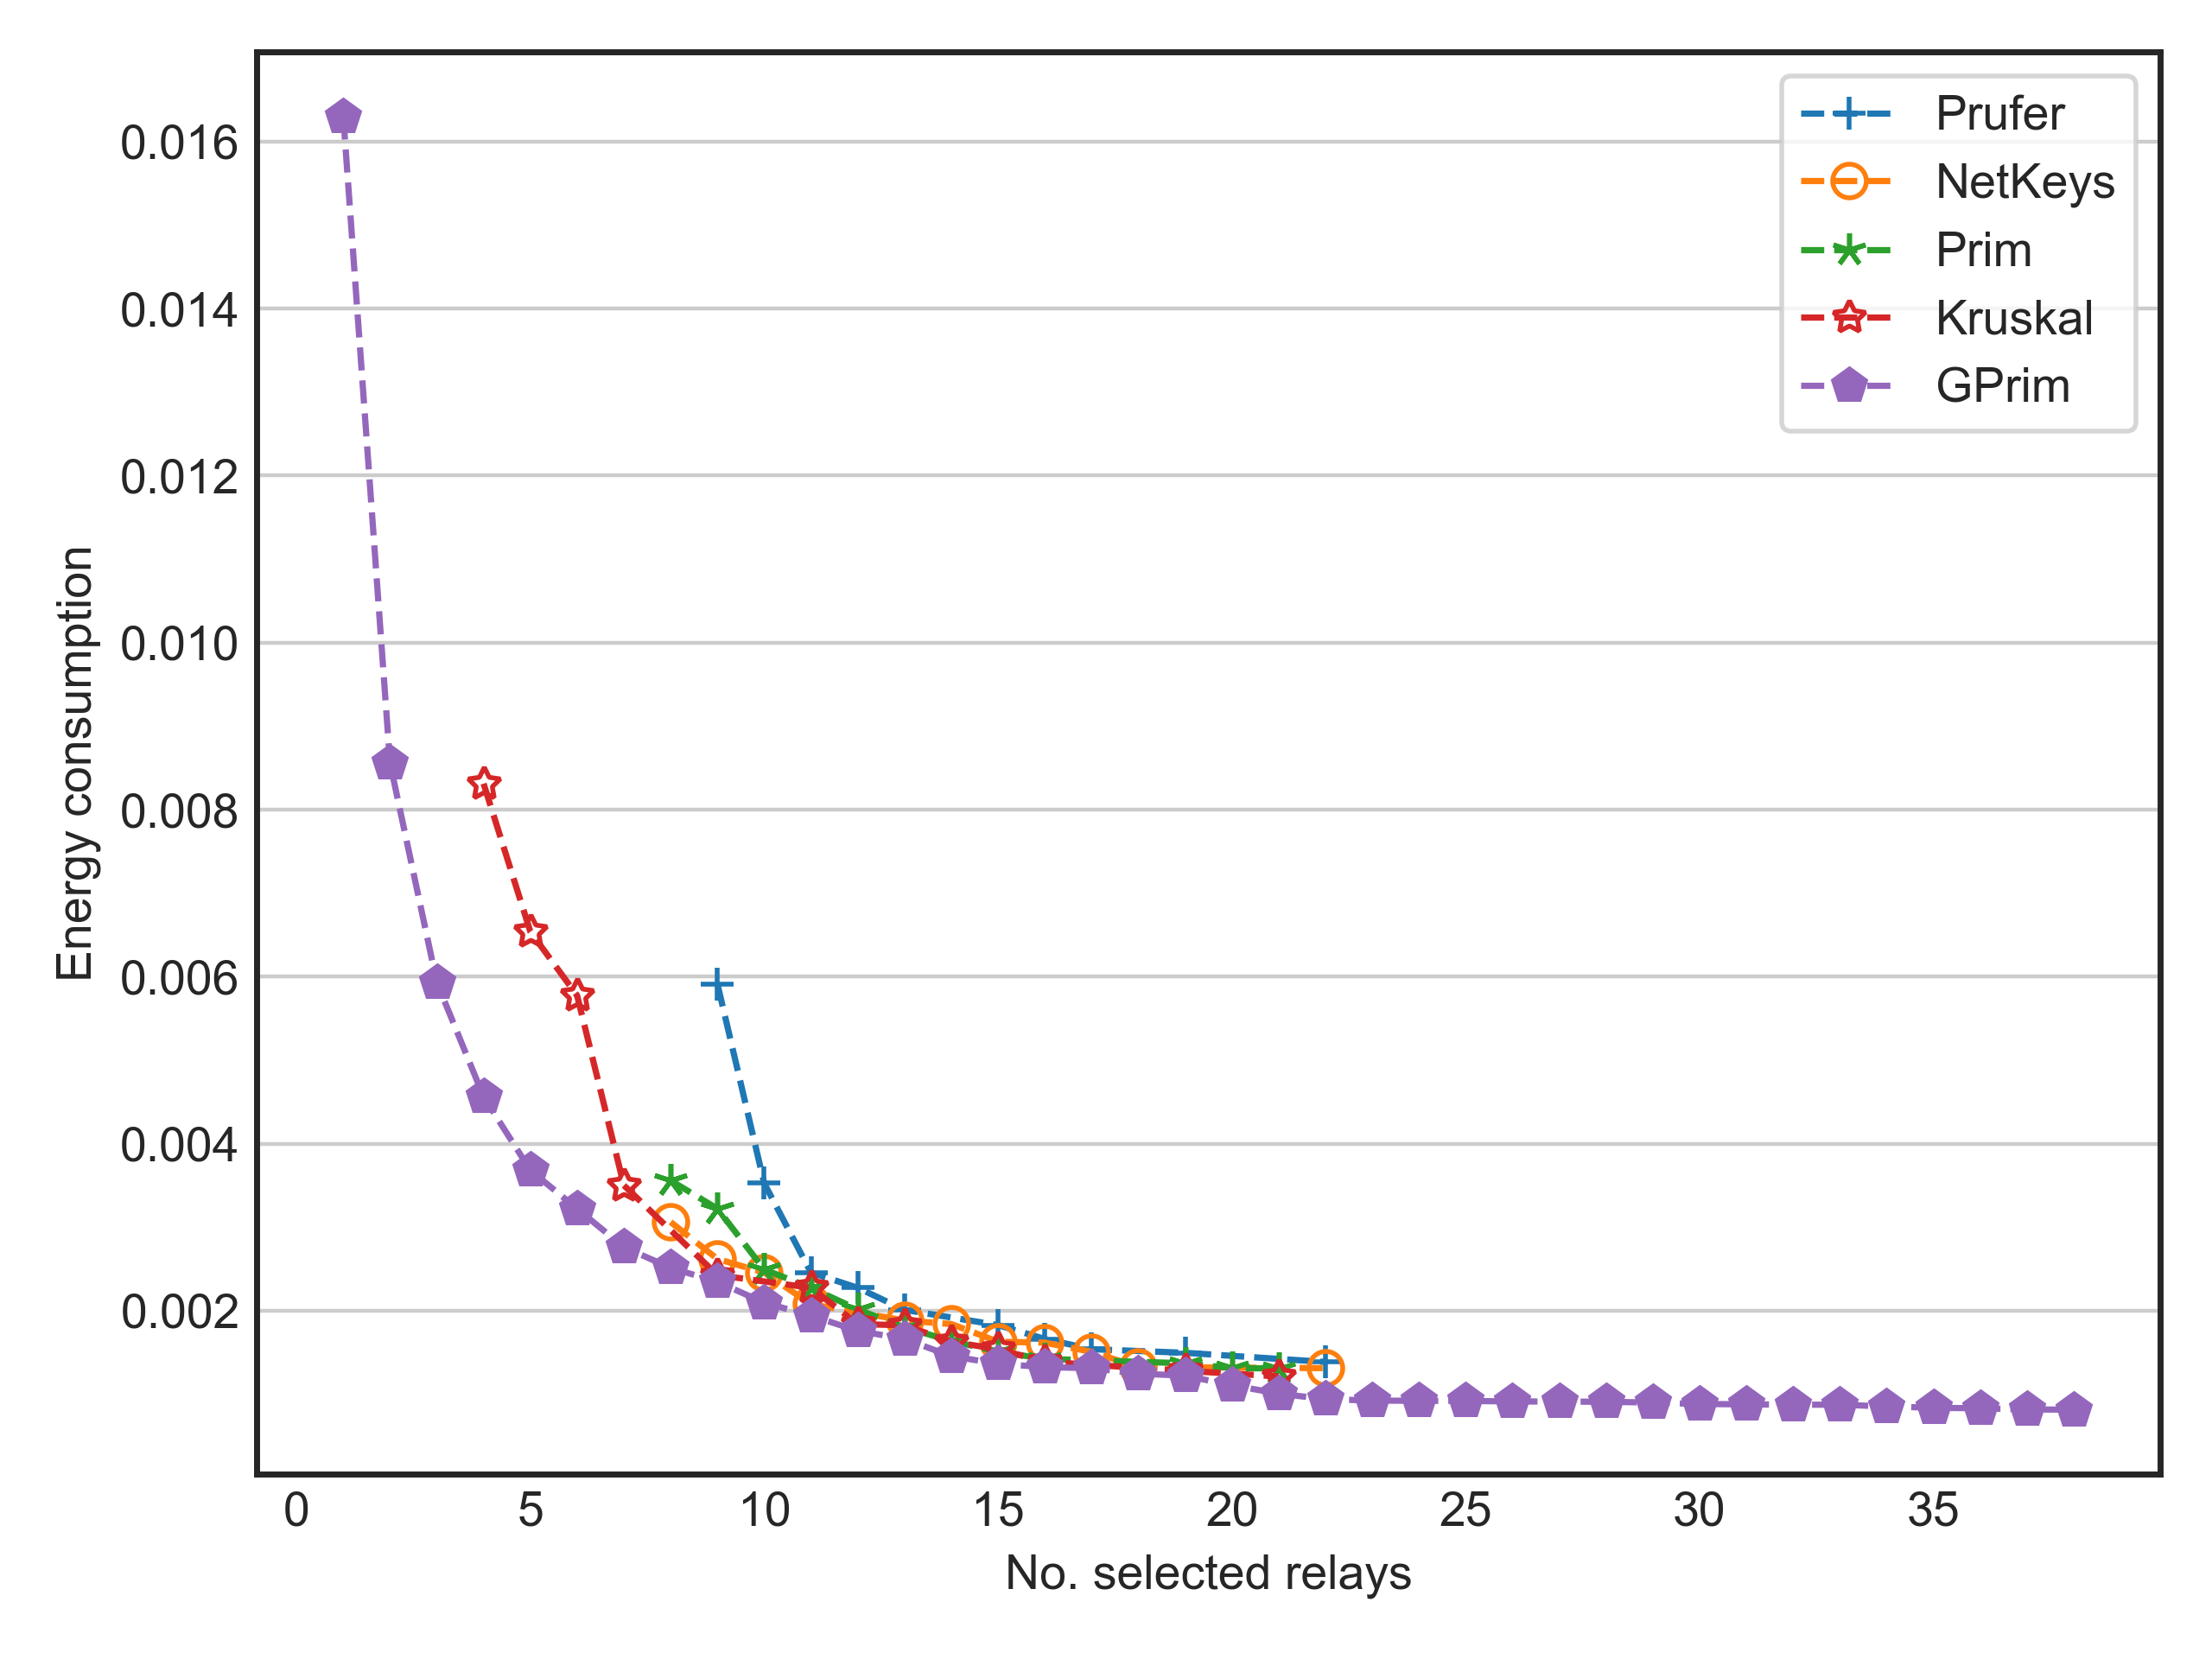 Energy consumption
0.016
0.014
0.012
0.010
0.008
0.006
0.004
0.002
Prufer
NetKeys
Prim
Kruskal
GPrim
0 5 10 15 20 25 30 35
No. selected relays